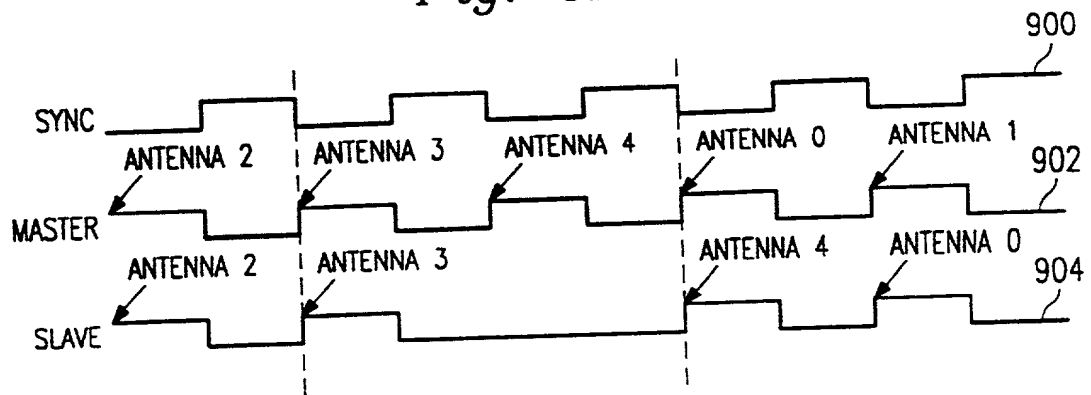 900
SYNC
ANTENNA 2 ANTENNA 3 ANTENNA 4 ANTENNA 0 ANTENNA 1
902
MASTER
ANTENNA 2 ANTENNA 3 ANTENNA 4 ANTENNA 0
904
SLAVE